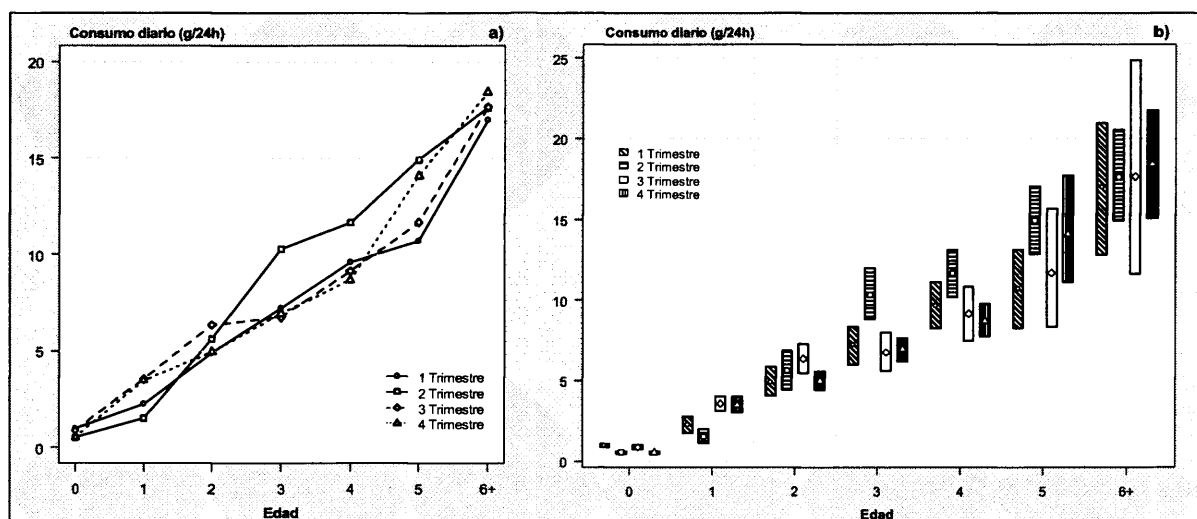 Consumo diario (g/24h) a)
20
15
10
5
0
1 Trimestre
2 Trimestre
3 Trimestre
4 Trimestre
0 1 2 3 4 5 6+
Edad
Consumo diario (g/24h) b)
25
20
15
10
5
0
1 Trimestre
2 Trimestre
3 Trimestre
4 Trimestre
0 1 2 3 4 5 6+
Edad